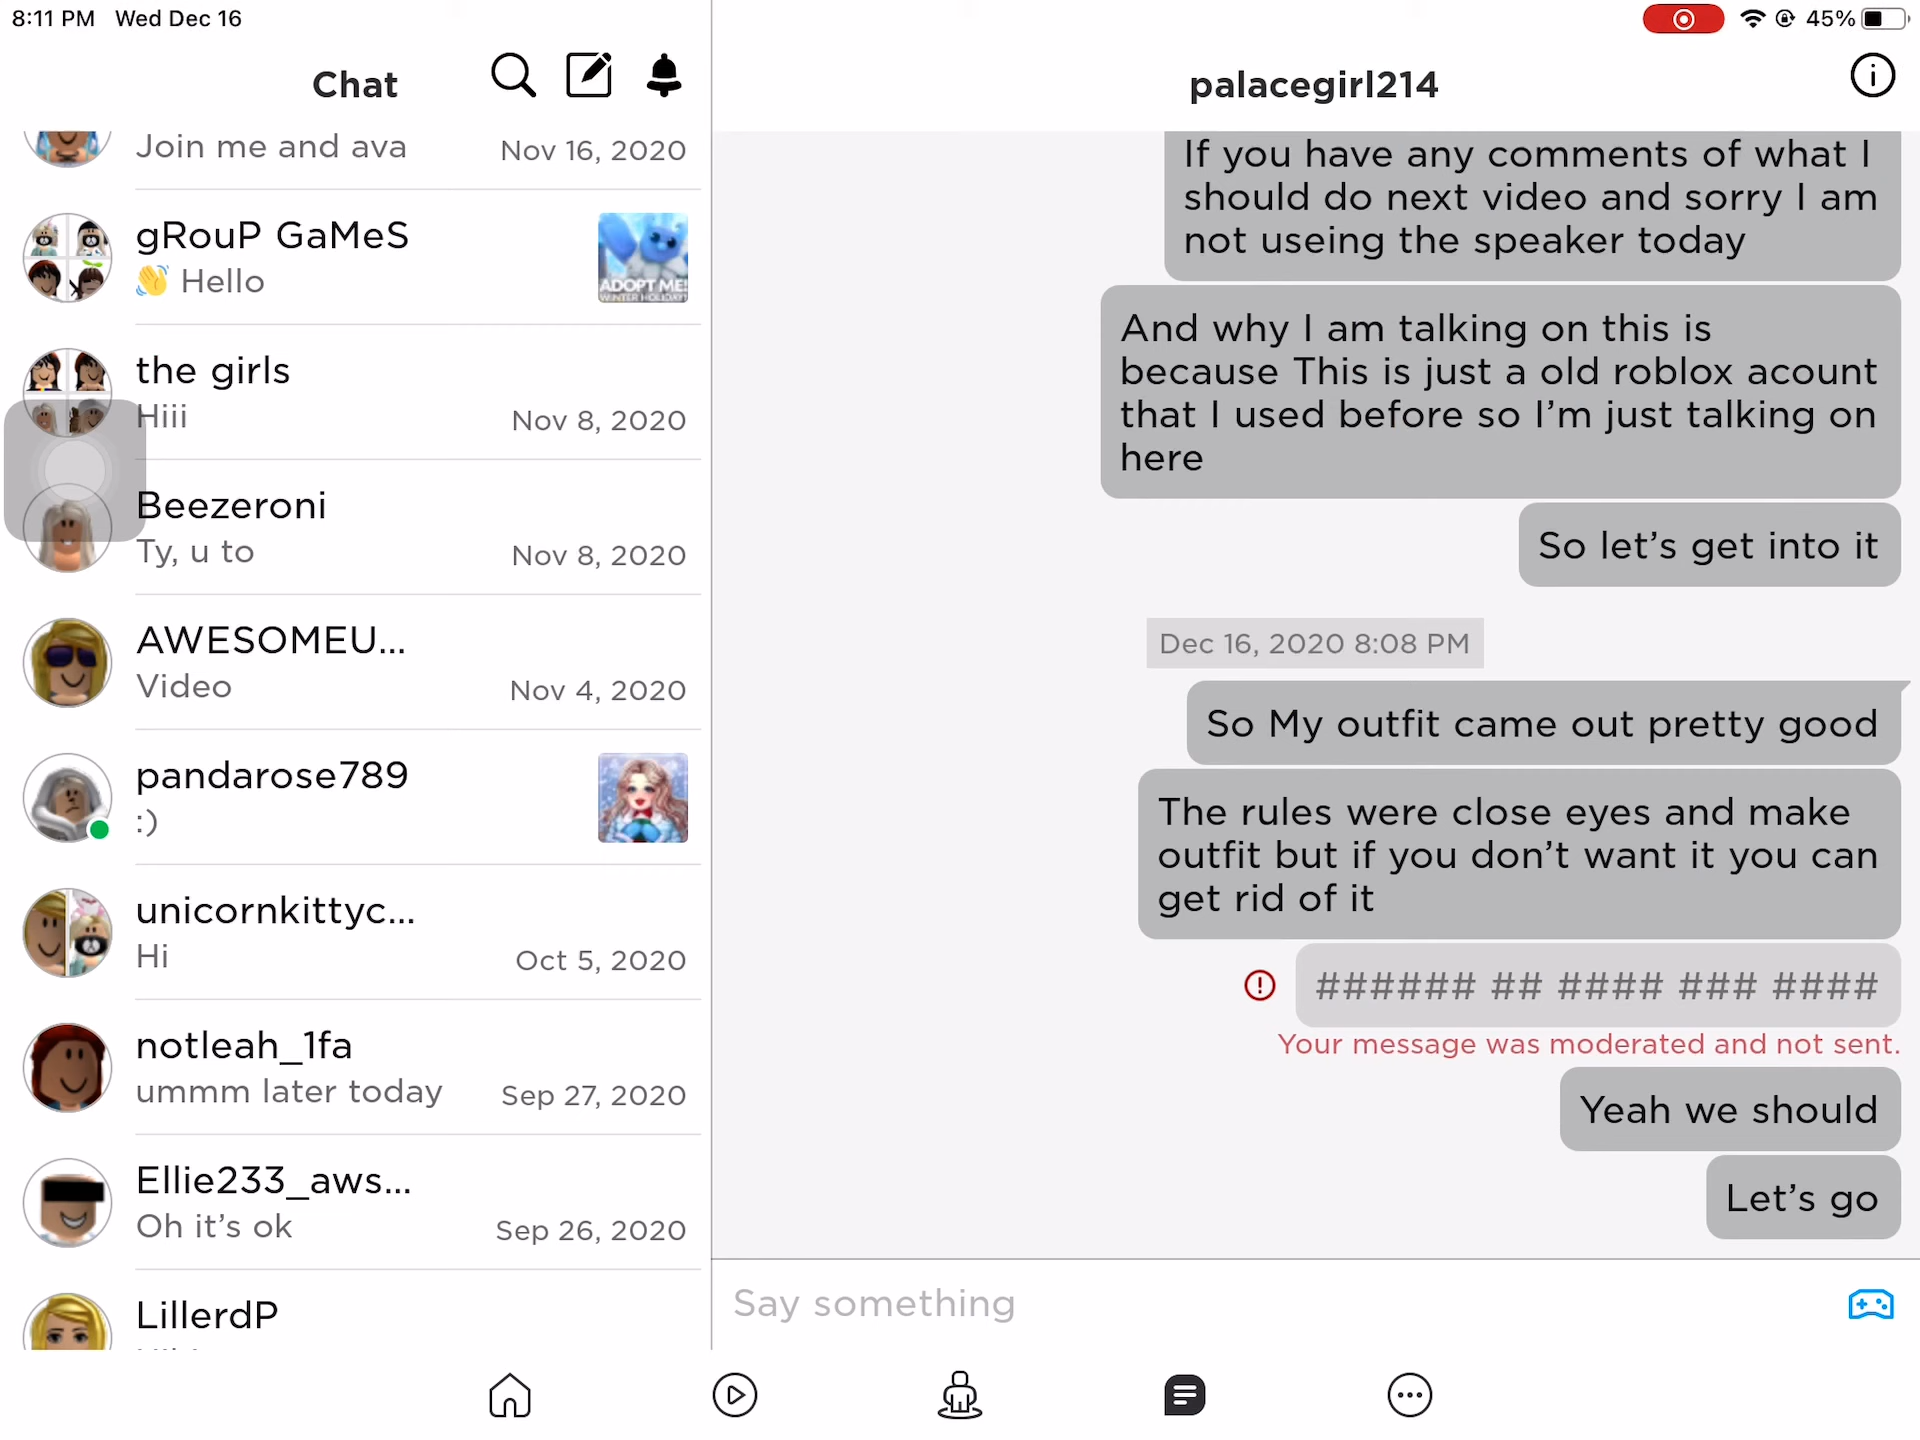 8:11 PM Wed Dec 16
45%
Chat
Join me and ava
Nov 16, 2020
gRouP GaMeS
👋 Hello
ADOPT ME!
WINTER HOLIDAY
the girls
Hiii
Nov 8, 2020
Beezeroni
Ty, u to
Nov 8, 2020
AWESOMEU...
Video
Nov 4, 2020
pandarose789
:)
unicornkittyc...
Hi
Oct 5, 2020
notleah_1fa
ummm later today
Sep 27, 2020
Ellie233_aws...
Oh it's ok
Sep 26, 2020
LillerdP
palacegirl214
If you have any comments of what I
should do next video and sorry I am
not useing the speaker today
And why I am talking on this is
because This is just a old roblox acount
that I used before so I'm just talking on
here
So let's get into it
Dec 16, 2020 8:08 PM
So My outfit came out pretty good
The rules were close eyes and make
outfit but if you don't want it you can
get rid of it
###### ## #### ### ####
Your message was moderated and not sent.
Yeah we should
Let's go
Say something